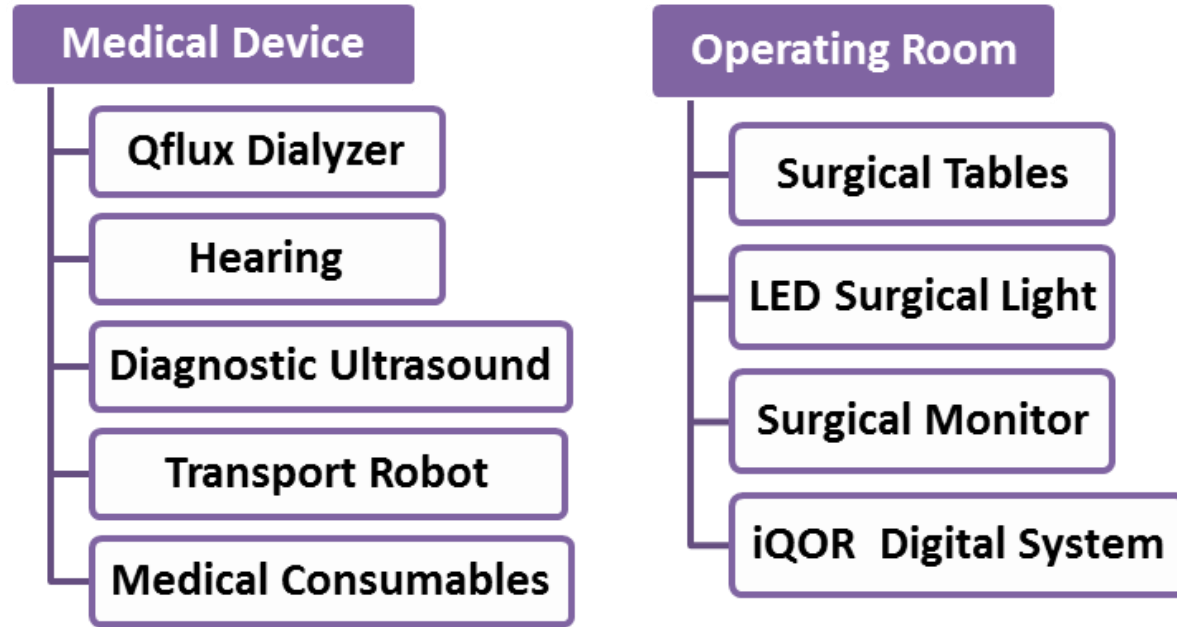 Medical Device
Qflux Dialyzer
Hearing
Diagnostic Ultrasound
Transport Robot
Medical Consumables
Operating Room
Surgical Tables
LED Surgical Light
Surgical Monitor
iQOR  Digital System